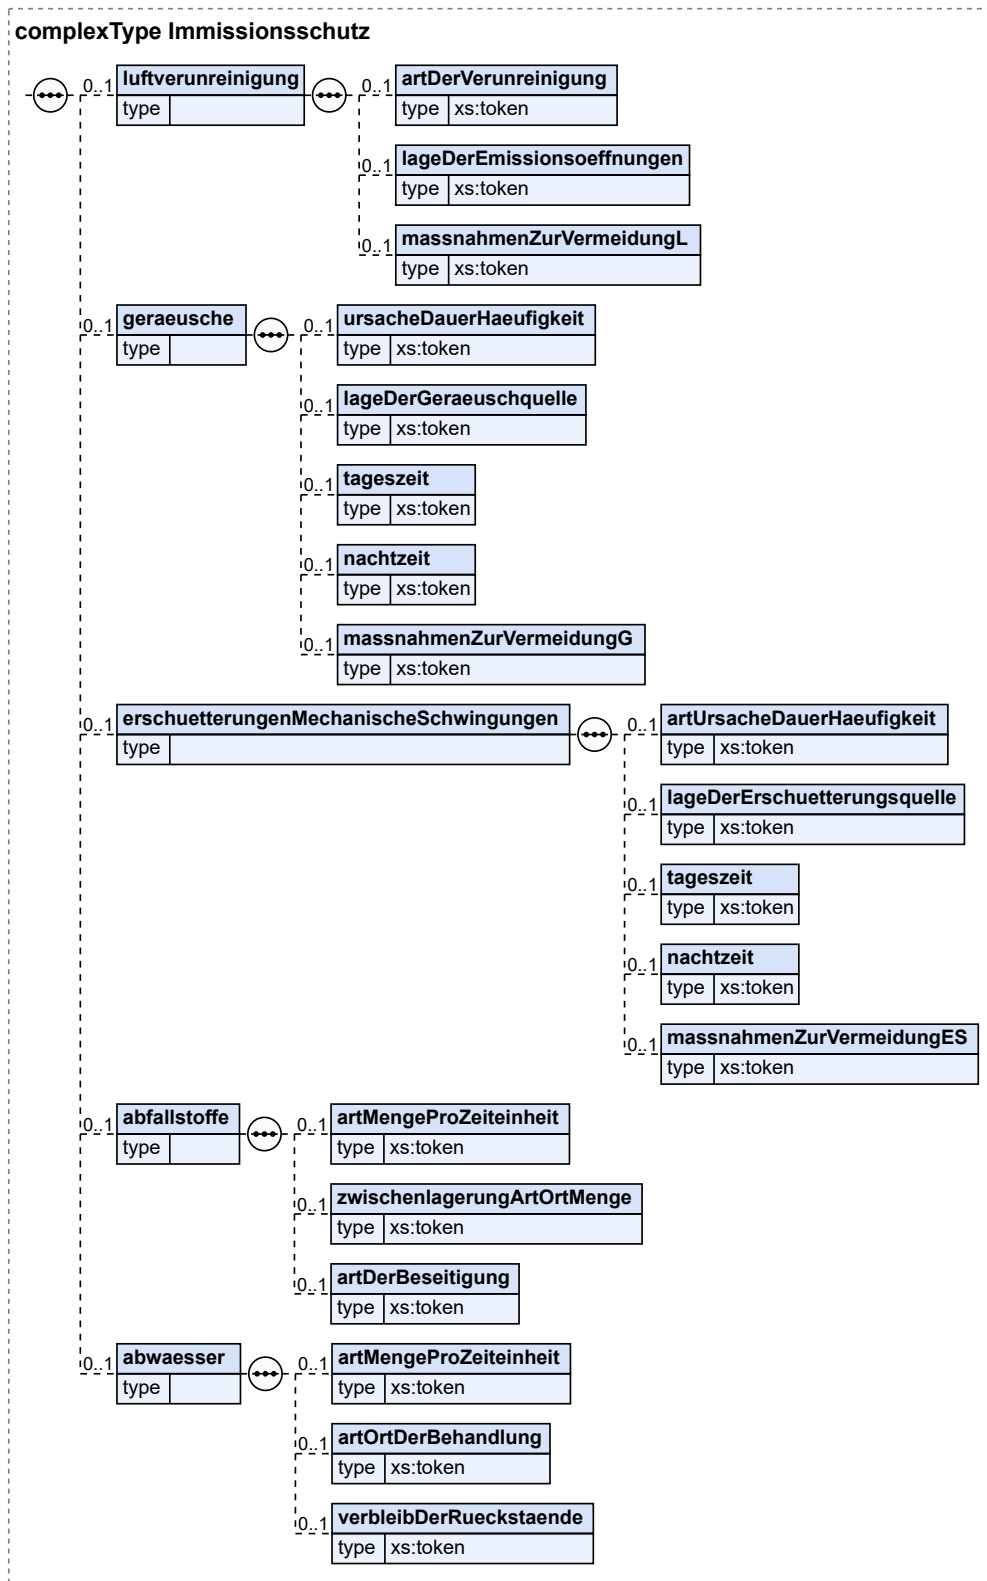 complexType Immissionsschutz
0..1 luftverunreinigung
type
0..1 artDerVerunreinigung
type xs:token
0..1 lageDerEmissionsoeffnungen
type xs:token
0..1 massnahmenZurVermeidungL
type xs:token
0..1 geraeusche
type
0..1 ursacheDauerHaeufigkeit
type xs:token
0..1 lageDerGeraeuschquelle
type xs:token
0..1 tageszeit
type xs:token
0..1 nachtzeit
type xs:token
0..1 massnahmenZurVermeidungG
type xs:token
0..1 erschuetterungenMechanischeSchwingungen
type
0..1 artUrsacheDauerHaeufigkeit
type xs:token
0..1 lageDerErschuetterungsquelle
type xs:token
0..1 tageszeit
type xs:token
0..1 nachtzeit
type xs:token
0..1 massnahmenZurVermeidungES
type xs:token
0..1 abfallstoffe
type
0..1 artMengeProZeiteinheit
type xs:token
0..1 zwischenlagerungArtOrtMenge
type xs:token
0..1 artDerBeseitigung
type xs:token
0..1 abwaesser
type
0..1 artMengeProZeiteinheit
type xs:token
0..1 artOrtDerBehandlung
type xs:token
0..1 verbleibDerRueckstaende
type xs:token